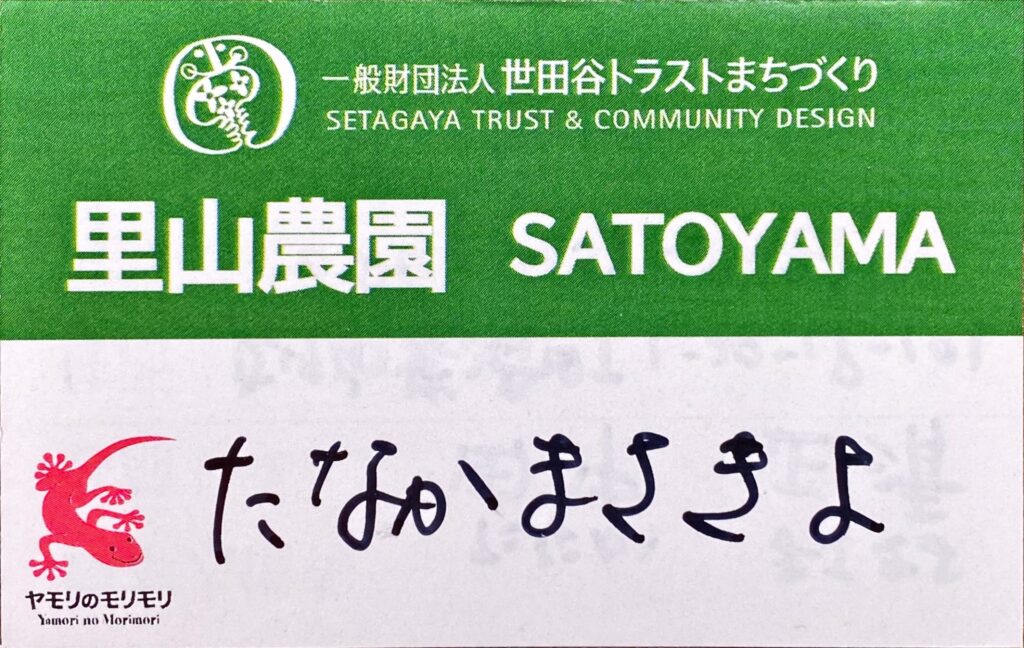 一般財団法人 世田谷トラストまちづくり
SETAGAYA TRUST & COMMUNITY DESIGN
里山農園 SATOYAMA
たなかまさきよ
ヤモリのモリモリ
Yamori no Morimori